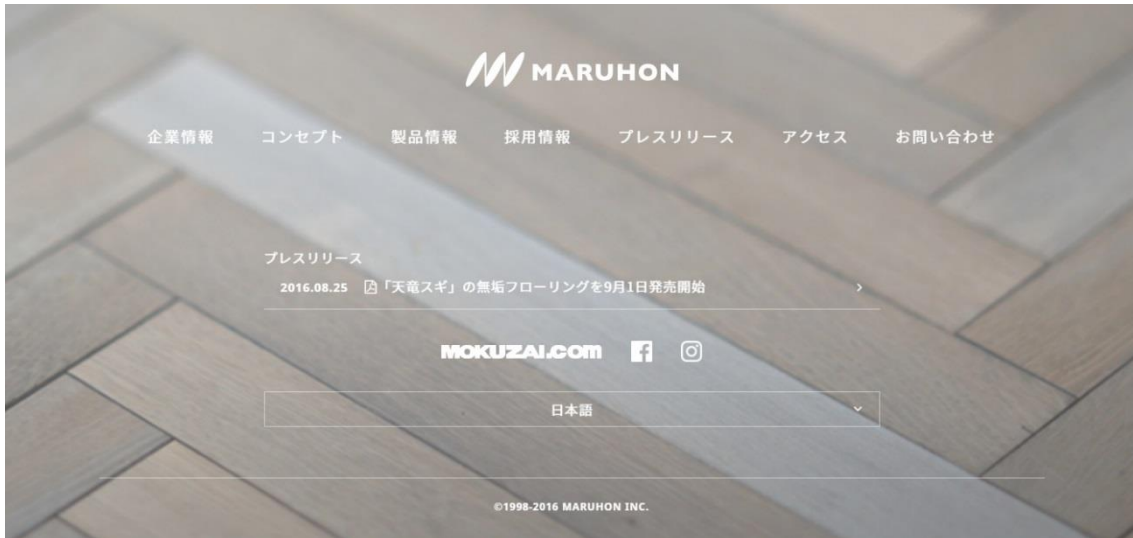 MARUHON
企業情報 コンセプト 製品情報 採用情報 プレスリリース アクセス お問い合わせ
プレスリリース
2016.08.25 「天竜スギ」の無垢フローリングを9月1日発売開始
MOKUZAI.COM
日本語
©1998-2016 MARUHON INC.